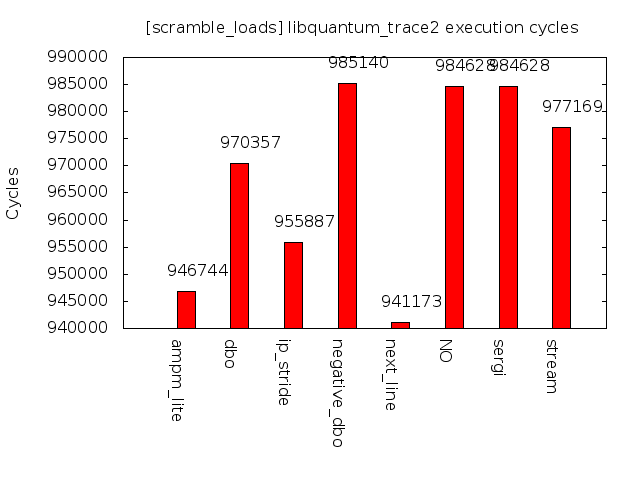 [scramble_loads] libquantum_trace2 execution cycles
990000
985000
980000
975000
970000
965000
960000
955000
950000
945000
940000
Cycles
946744
970357
955887
985140
941173
984628
984628
977169
ampm_lite
dbo
ip_stride
negative_dbo
next_line
NO
sergi
stream